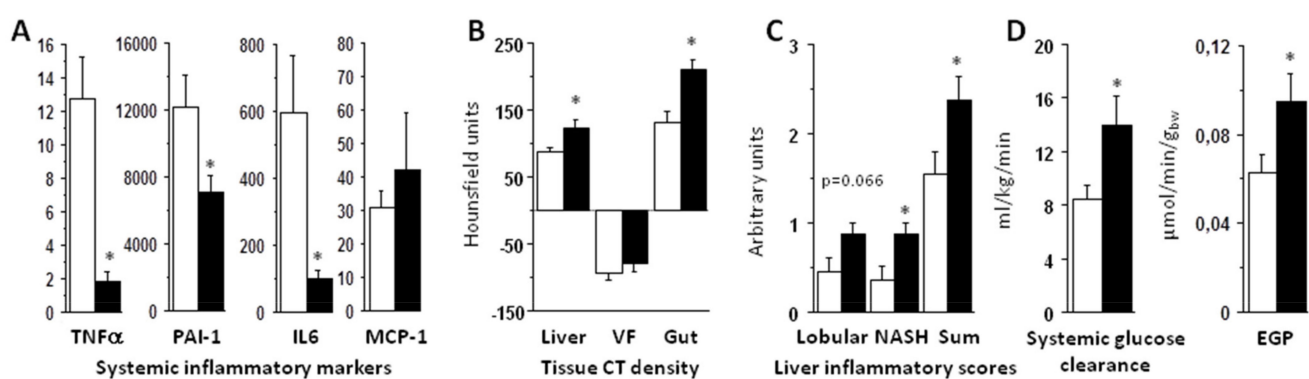 A
16
14
12
10
8
6
4
2
0
*
TNFα
16000
12000
8000
4000
0
*
PAI-1
800
600
400
200
0
*
IL6
80
70
60
50
40
30
20
10
0
MCP-1
Systemic inflammatory markers
B
Hounsfield units
250
150
50
-50
-150
*
*
Liver VF Gut
Tissue CT density
C
Arbitrary units
3
2
1
0
p=0.066
*
*
Lobular NASH Sum
Liver inflammatory scores
D
ml/kg/min
20
16
12
8
4
0
*
Systemic glucose
clearance
µmol/min/gbw
0,12
0,08
0,04
0
*
EGP